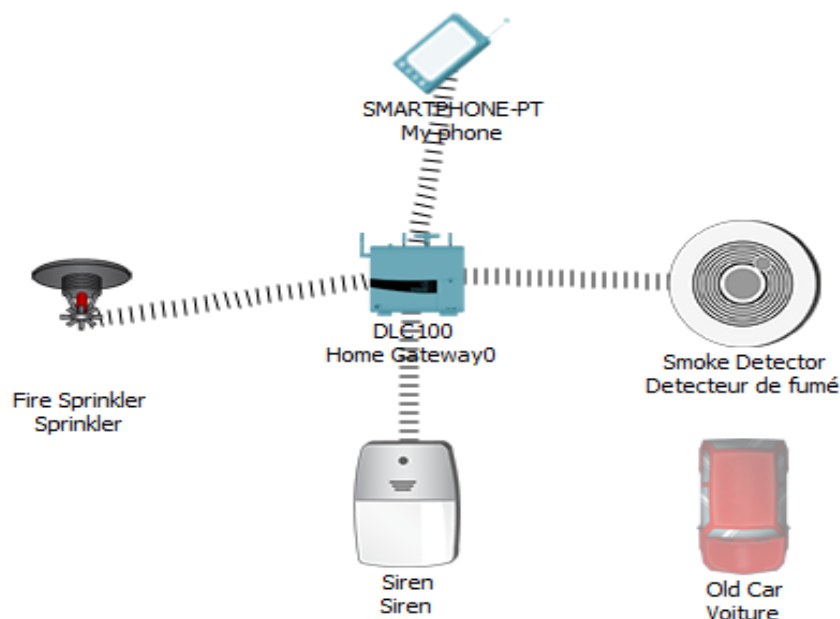 SMARTPHONE-PT
My phone
DLC100
Home Gateway0
Smoke Detector
Detecteur de fumé
Fire Sprinkler
Sprinkler
Siren
Siren
Old Car
Voiture